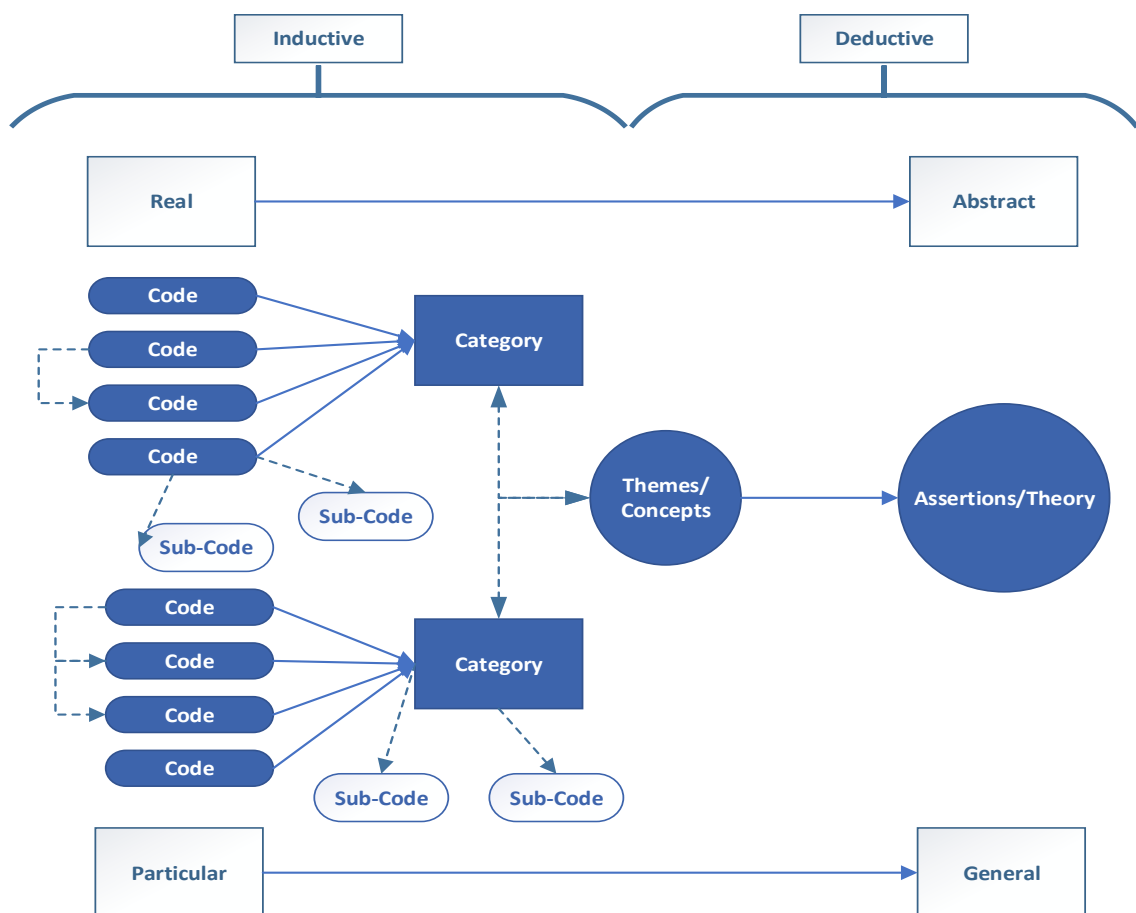 Inductive
Deductive
Real
Abstract
Code
Code
Code
Code
Category
Sub-Code
Sub-Code
Themes/
Concepts
Assertions/Theory
Code
Code
Code
Code
Category
Sub-Code
Sub-Code
Particular
General